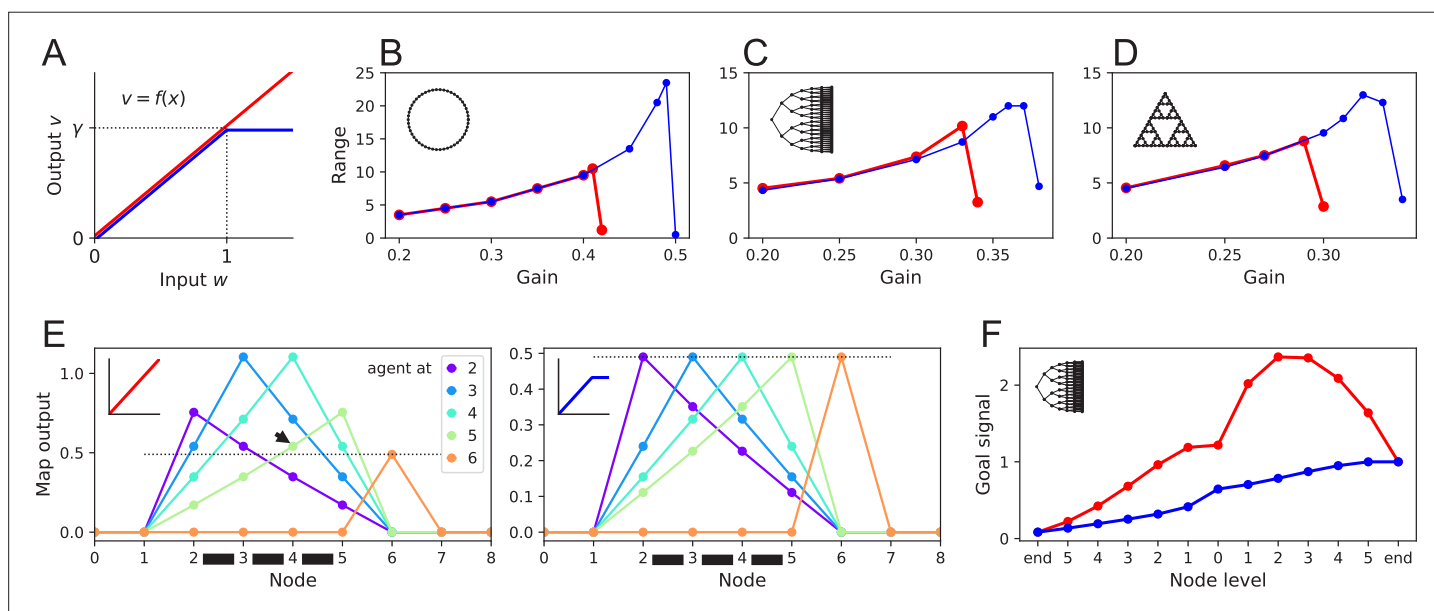 A
v = f(x)
Output v
γ
0
0
1
Input w
B
Range
25
20
15
10
5
0
0.2
0.3
0.4
0.5
Gain
C
15
10
5
0
0.20
0.25
0.30
0.35
Gain
D
15
10
5
0
0.20
0.25
0.30
Gain
E
Map output
1.0
0.5
0.0
agent at
2
3
4
5
6
0 1 2 3 4 5 6 7 8
Node
0.5
0.4
0.3
0.2
0.1
0.0
0 1 2 3 4 5 6 7 8
Node
F
Goal signal
2
1
0
end 5 4 3 2 1 0 1 2 3 4 5 end
Node level